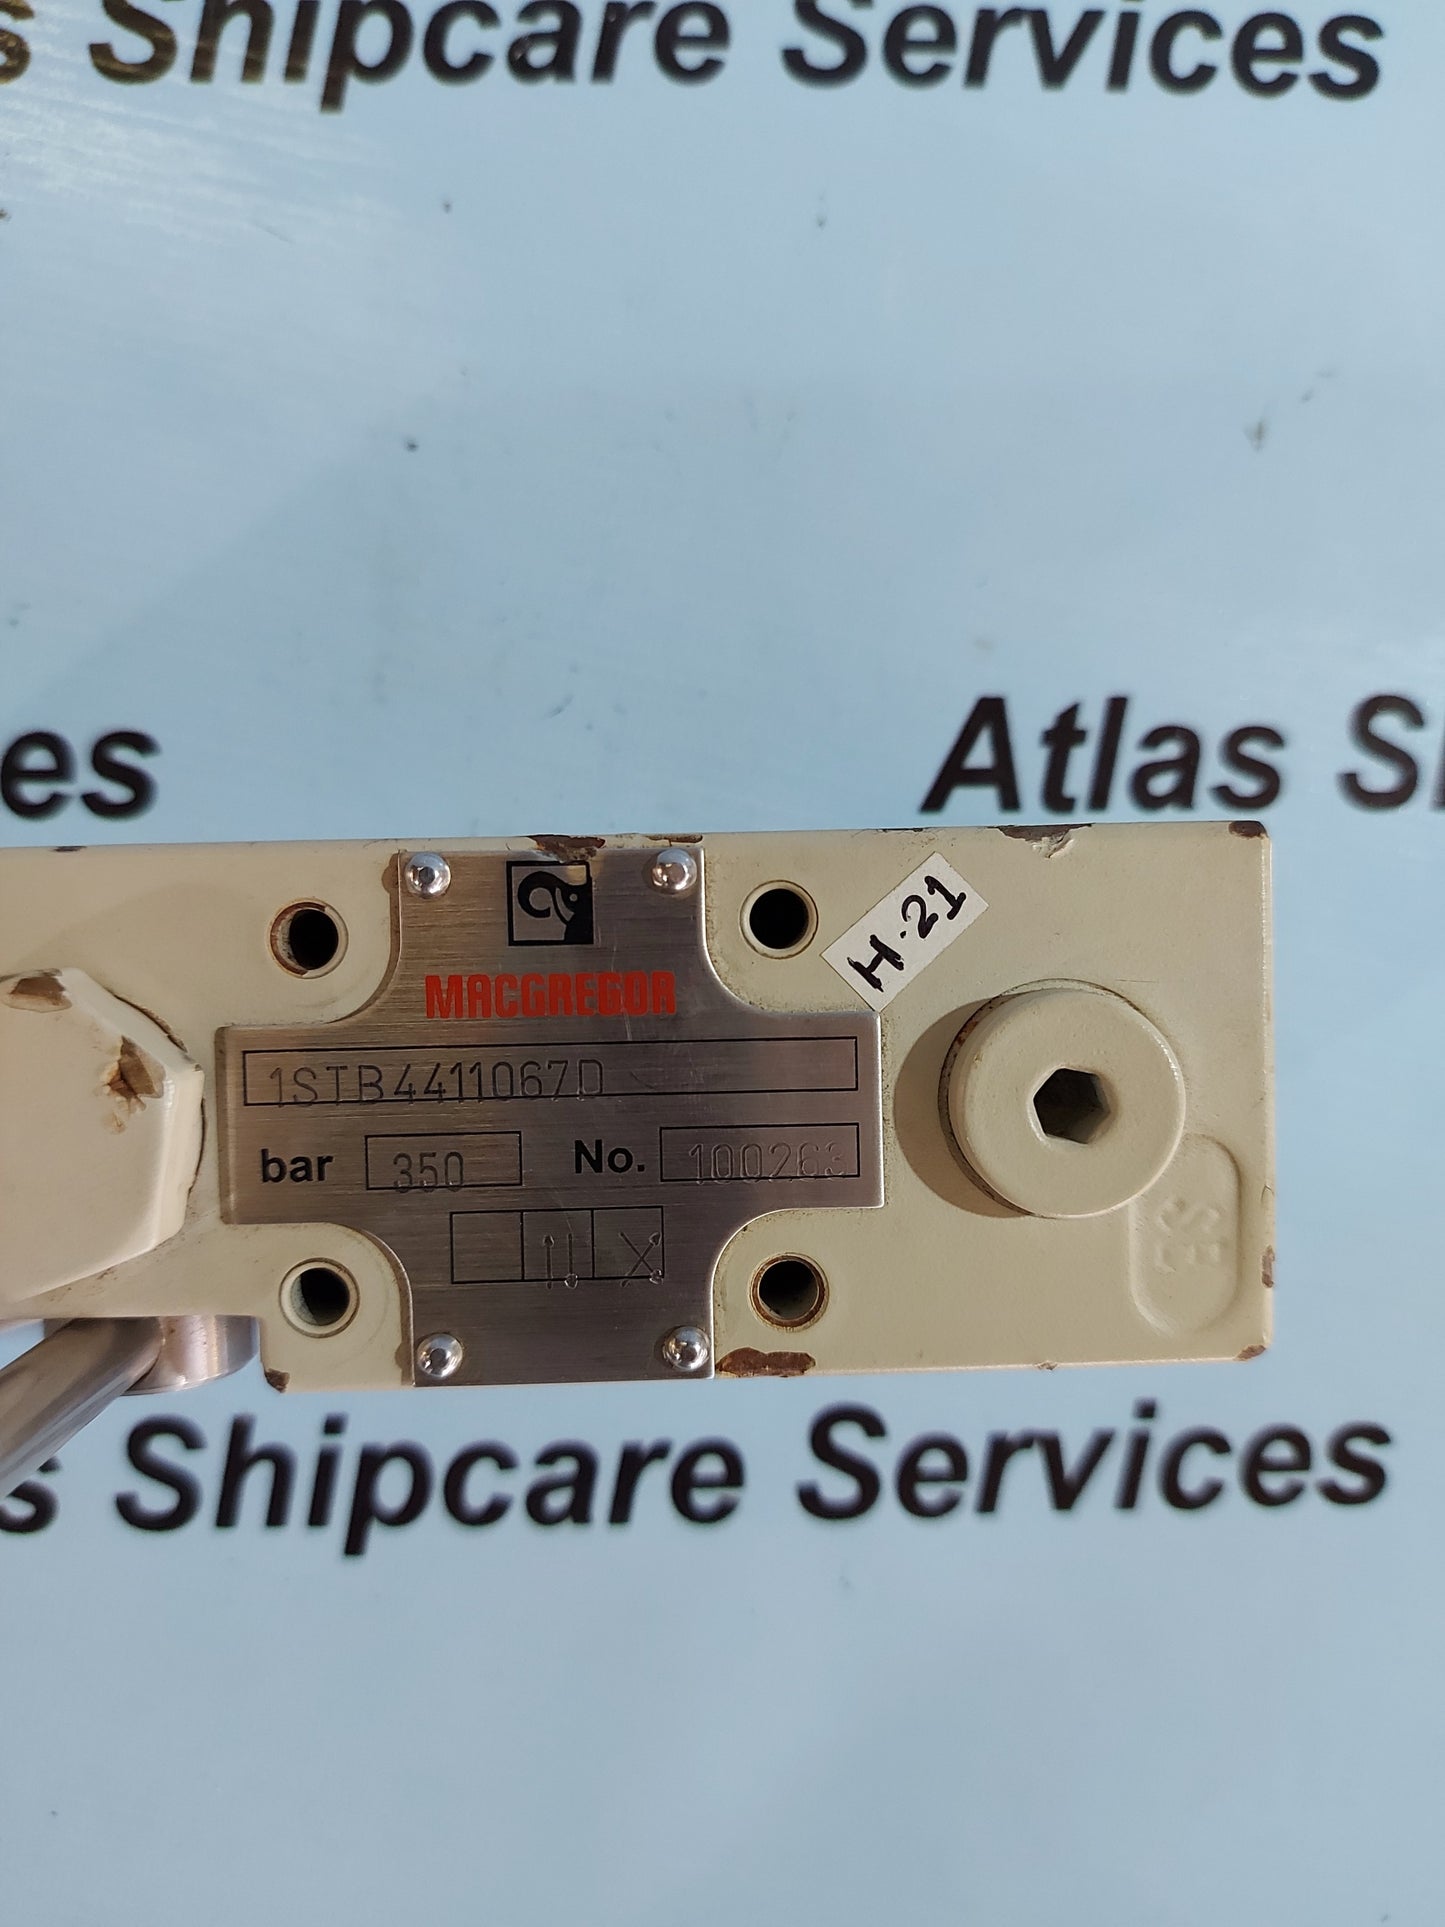 s Shipcare Services
es
Atlas S
H.21
MACGREGOR
1STB4411067D
bar 350 No. 100263
s Shipcare Services